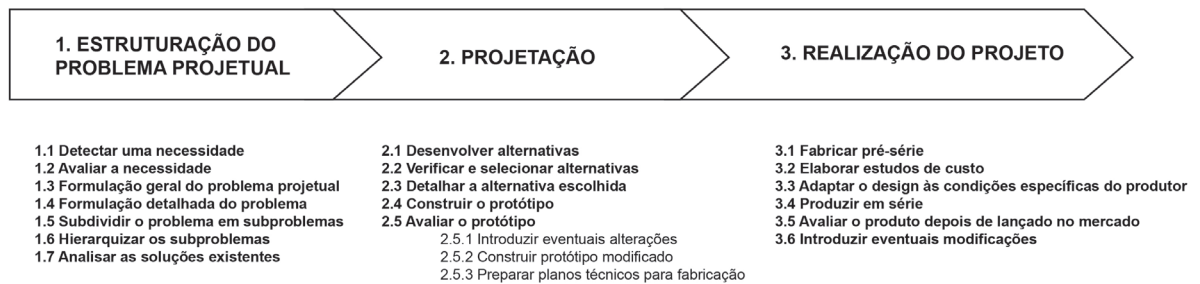 1. ESTRUTURAÇÃO DO
PROBLEMA PROJETUAL
2. PROJETAÇÃO
3. REALIZAÇÃO DO PROJETO
1.1 Detectar uma necessidade
1.2 Avaliar a necessidade
1.3 Formulação geral do problema projetual
1.4 Formulação detalhada do problema
1.5 Subdividir o problema em subproblemas
1.6 Hierarquizar os subproblemas
1.7 Analisar as soluções existentes
2.1 Desenvolver alternativas
2.2 Verificar e selecionar alternativas
2.3 Detalhar a alternativa escolhida
2.4 Construir o protótipo
2.5 Avaliar o protótipo
2.5.1 Introduzir eventuais alterações
2.5.2 Construir protótipo modificado
2.5.3 Preparar planos técnicos para fabricação
3.1 Fabricar pré-série
3.2 Elaborar estudos de custo
3.3 Adaptar o design às condições específicas do produtor
3.4 Produzir em série
3.5 Avaliar o produto depois de lançado no mercado
3.6 Introduzir eventuais modificações